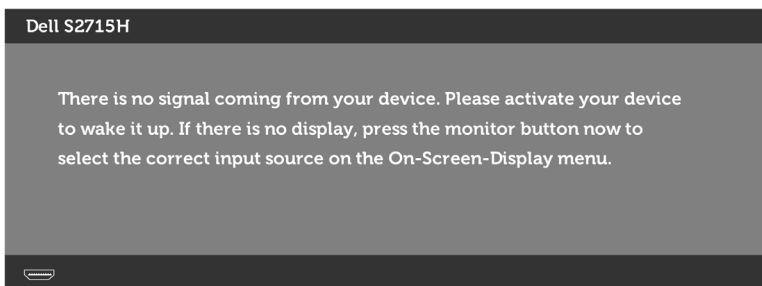 Dell S2715H
There is no signal coming from your device. Please activate your device
to wake it up. If there is no display, press the monitor button now to
select the correct input source on the On-Screen-Display menu.